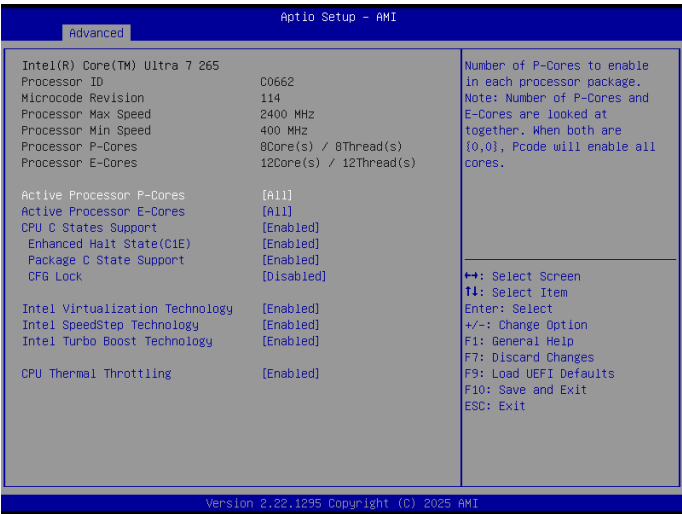 Aptio Setup – AMI
Advanced
Intel(R) Core(TM) Ultra 7 265
Processor ID C0662
Microcode Revision 114
Processor Max Speed 2400 MHz
Processor Min Speed 400 MHz
Processor P-Cores 8Core(s) / 8Thread(s)
Processor E-Cores 12Core(s) / 12Thread(s)
Active Processor P-Cores [All]
Active Processor E-Cores [All]
CPU C States Support [Enabled]
Enhanced Halt State(C1E) [Enabled]
Package C State Support [Enabled]
CFG Lock [Disabled]
Intel Virtualization Technology [Enabled]
Intel SpeedStep Technology [Enabled]
Intel Turbo Boost Technology [Enabled]
CPU Thermal Throttling [Enabled]
Number of P-Cores to enable
in each processor package.
Note: Number of P-Cores and
E-Cores are looked at
together. When both are
{0,0}, Pcode will enable all
cores.
↔: Select Screen
↑↓: Select Item
Enter: Select
+/-: Change Option
F1: General Help
F7: Discard Changes
F9: Load UEFI Defaults
F10: Save and Exit
ESC: Exit
Version 2.22.1295 Copyright (C) 2025 AMI